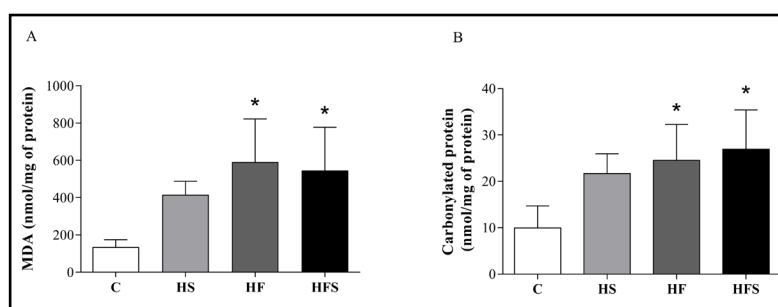 A
MDA (nmol/mg of protein)
1000
800
600
400
200
0
*
*
C HS HF HFS
B
Carbonylated protein
(nmol/mg of protein)
40
30
20
10
0
*
*
C HS HF HFS